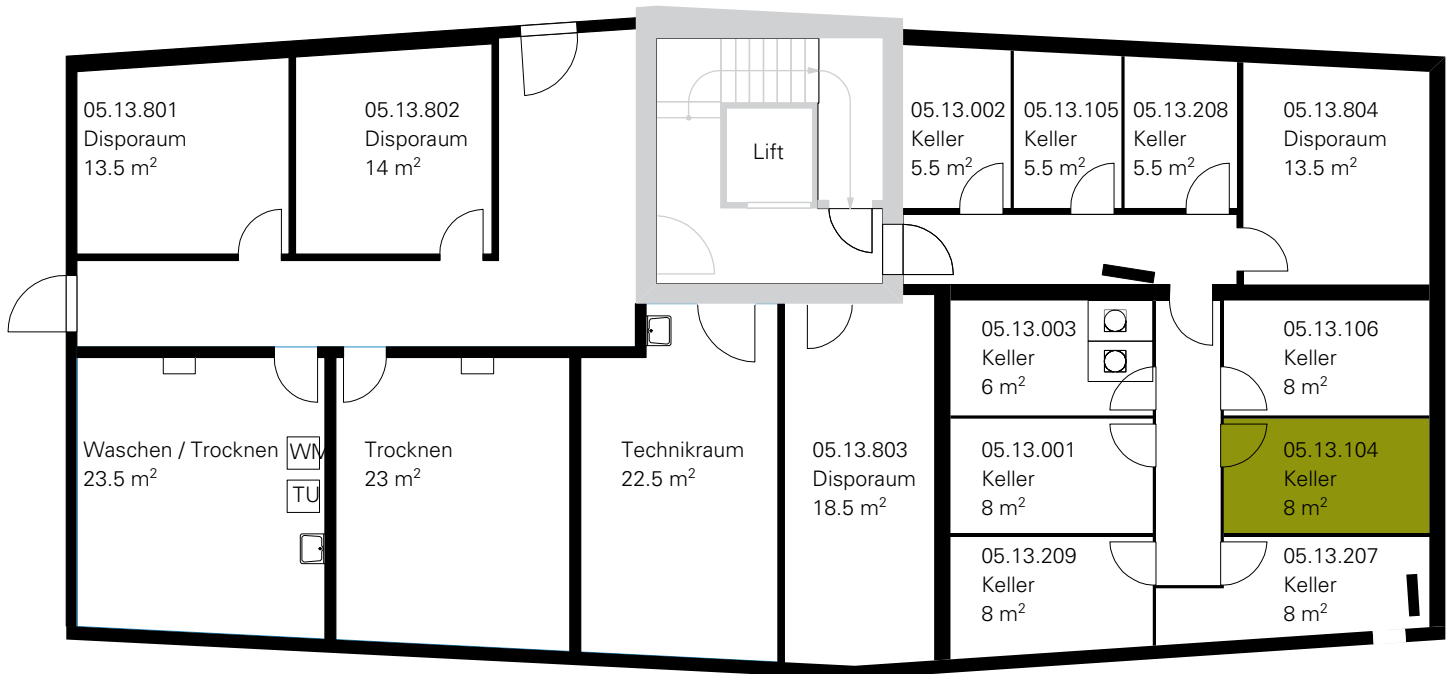 05.13.801
Disporaum
13.5 m²
05.13.802
Disporaum
14 m²
Lift
05.13.002
Keller
5.5 m²
05.13.105
Keller
5.5 m²
05.13.208
Keller
5.5 m²
05.13.804
Disporaum
13.5 m²
Waschen / Trocknen
23.5 m²
WM
TU
Trocknen
23 m²
Technikraum
22.5 m²
05.13.803
Disporaum
18.5 m²
05.13.003
Keller
6 m²
05.13.001
Keller
8 m²
05.13.209
Keller
8 m²
05.13.106
Keller
8 m²
05.13.104
Keller
8 m²
05.13.207
Keller
8 m²